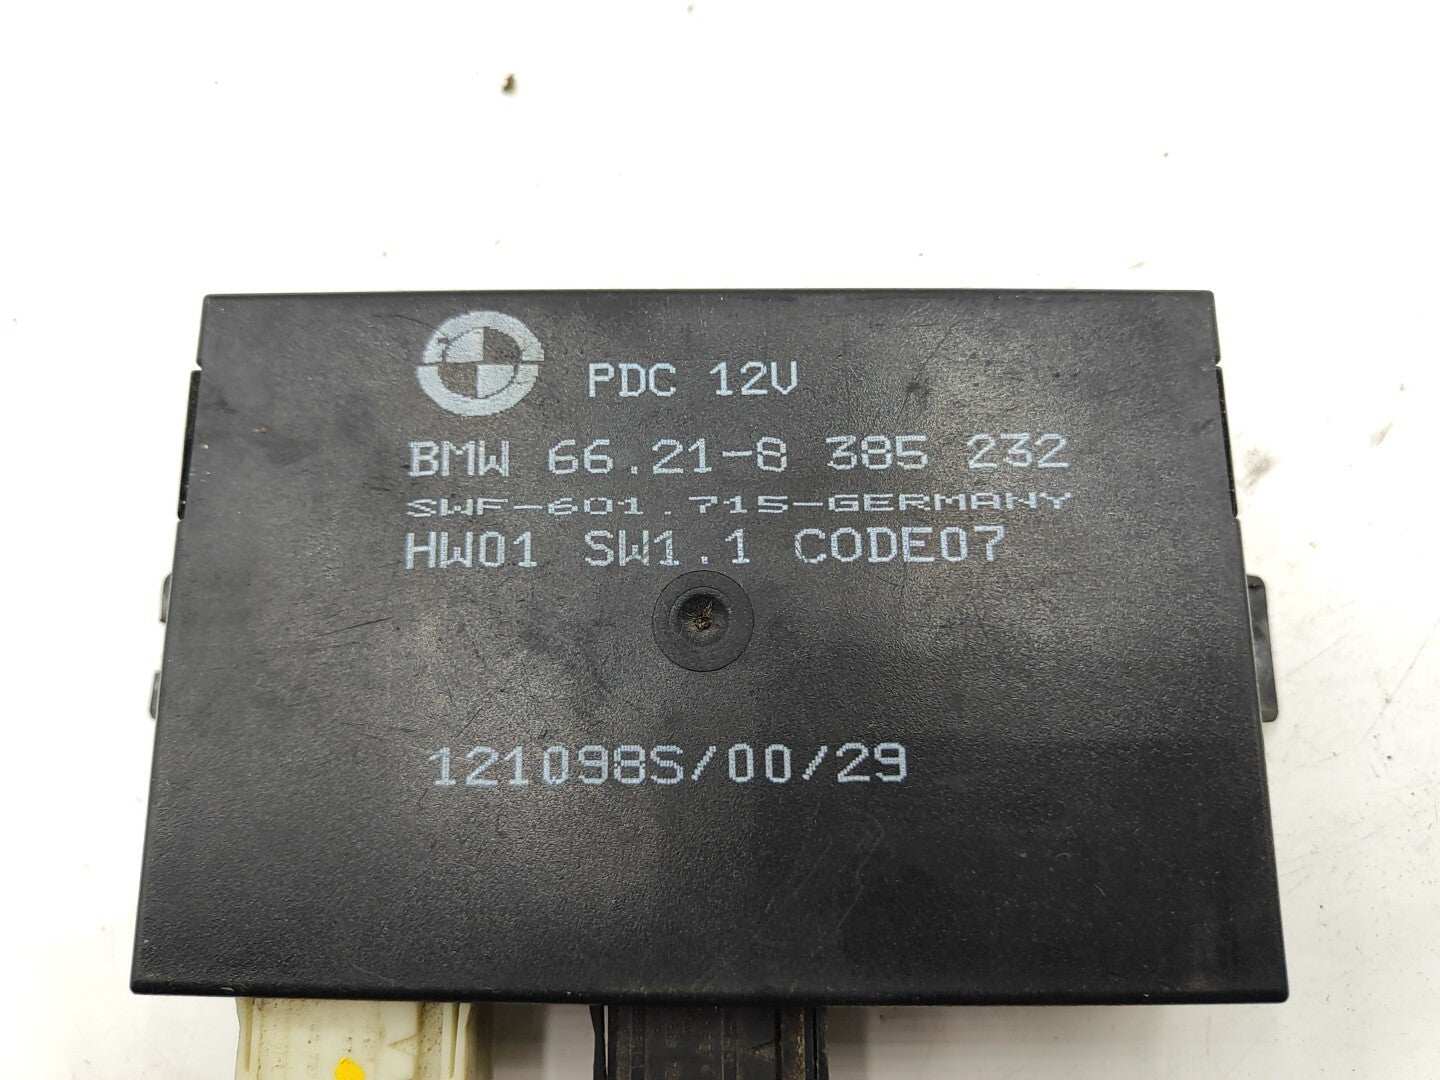 PDC 12V
BMW 66.21-8 385 232
SWF-601.715-GERMANY
HW01 SW1.1 CODE07
121098S/00/29